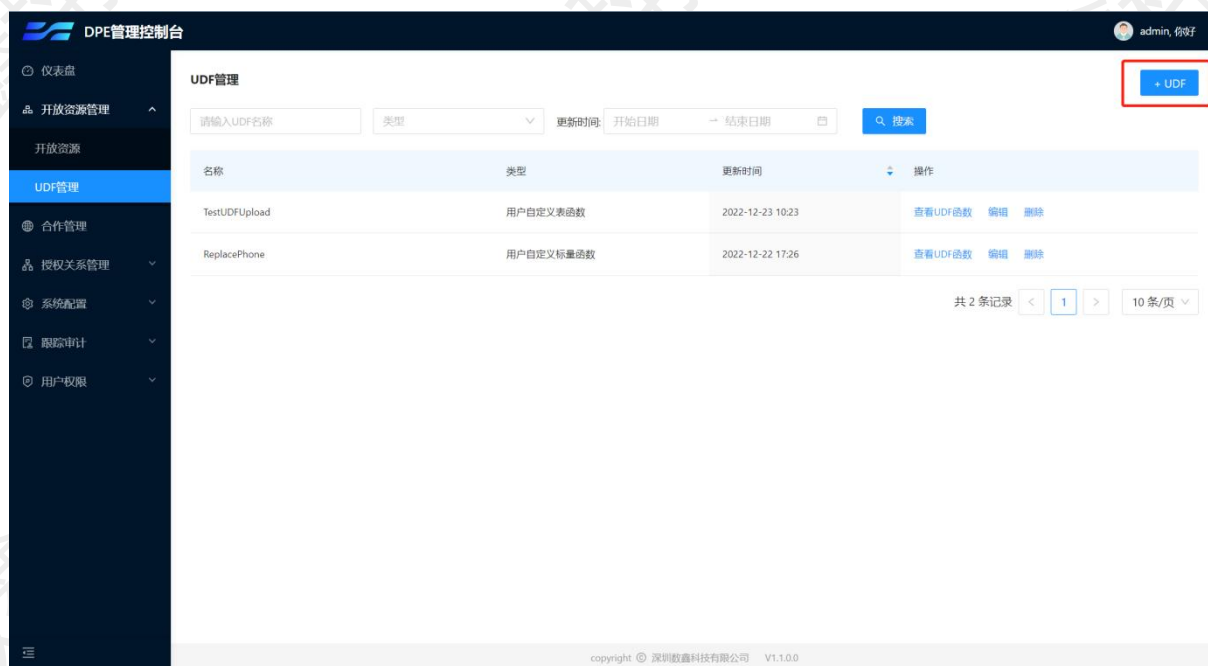 DPE管理控制台
admin, 你好
仪表盘
开放资源管理
开放资源
UDF管理
合作管理
授权关系管理
系统配置
跟踪审计
用户权限
UDF管理
+ UDF
请输入UDF名称 类型 更新时间: 开始日期 → 结束日期 搜索
名称 类型 更新时间 操作
TestUDFUpload 用户自定义表函数 2022-12-23 10:23 查看UDF函数 编辑 删除
ReplacePhone 用户自定义标量函数 2022-12-22 17:26 查看UDF函数 编辑 删除
共 2 条记录 < 1 > 10 条/页
copyright © 深圳数鑫科技有限公司 V1.1.0.0